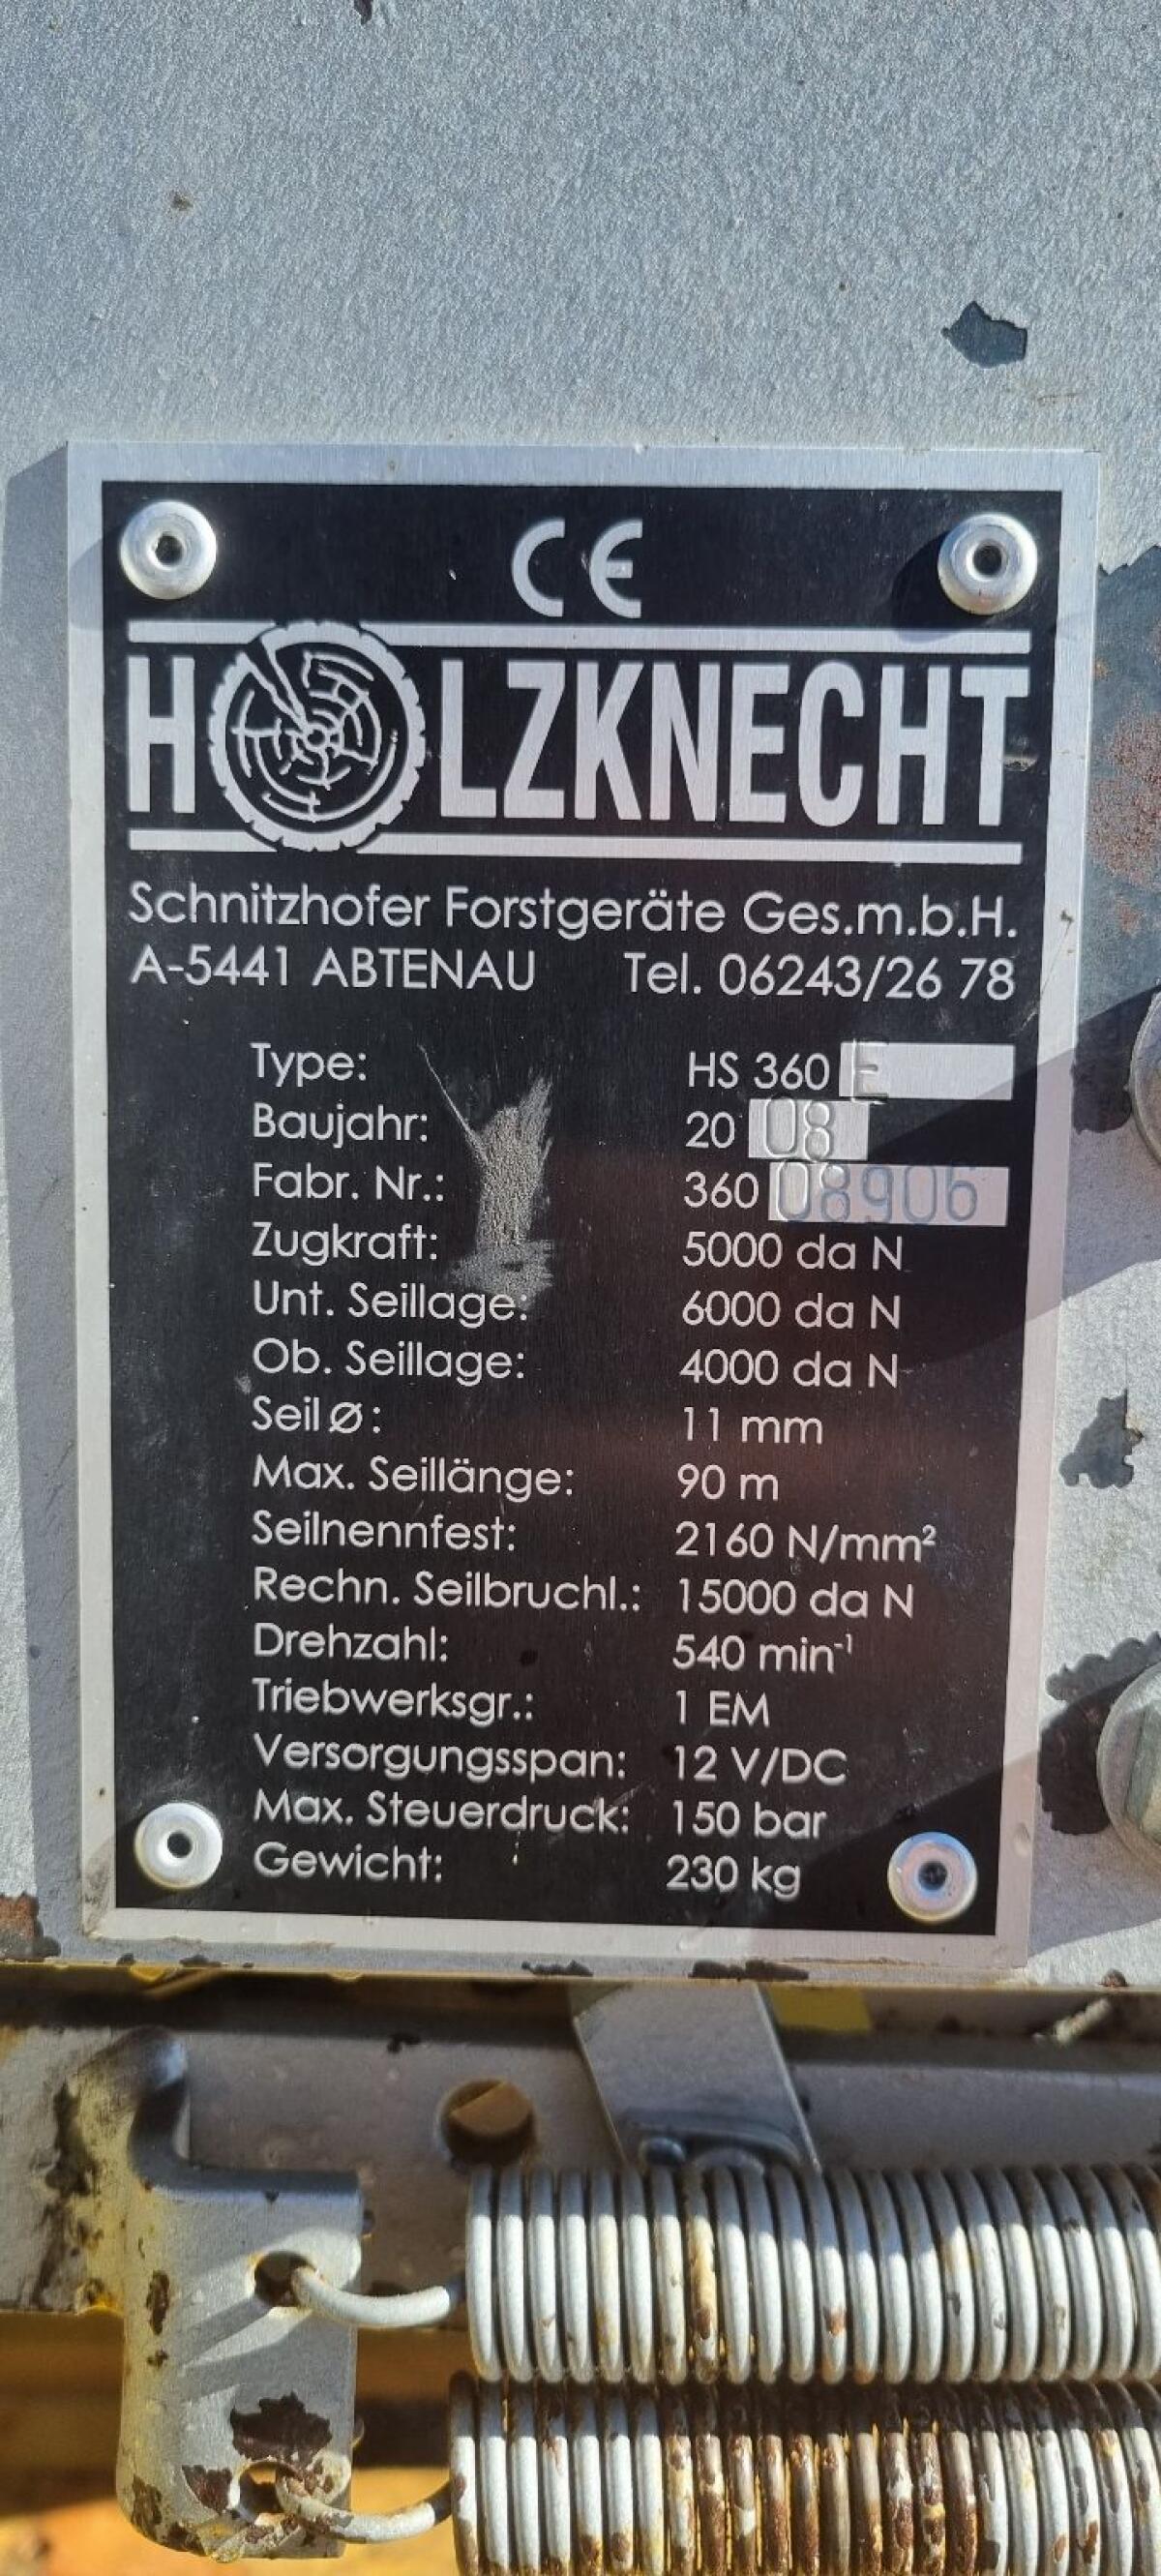 CE
HOLZKNECHT
Schnitzhofer Forstgeräte Ges.m.b.H.
A-5441 ABTENAU Tel. 06243/26 78
Type: HS 360 E
Baujahr: 20 08
Fabr. Nr.: 360 08906
Zugkraft: 5000 da N
Unt. Seillage: 6000 da N
Ob. Seillage: 4000 da N
Seil Ø: 11 mm
Max. Seillänge: 90 m
Seilnennfest: 2160 N/mm²
Rechn. Seilbruchl.: 15000 da N
Drehzahl: 540 min⁻¹
Triebwerksgr.: 1 EM
Versorgungsspan: 12 V/DC
Max. Steuerdruck: 150 bar
Gewicht: 230 kg